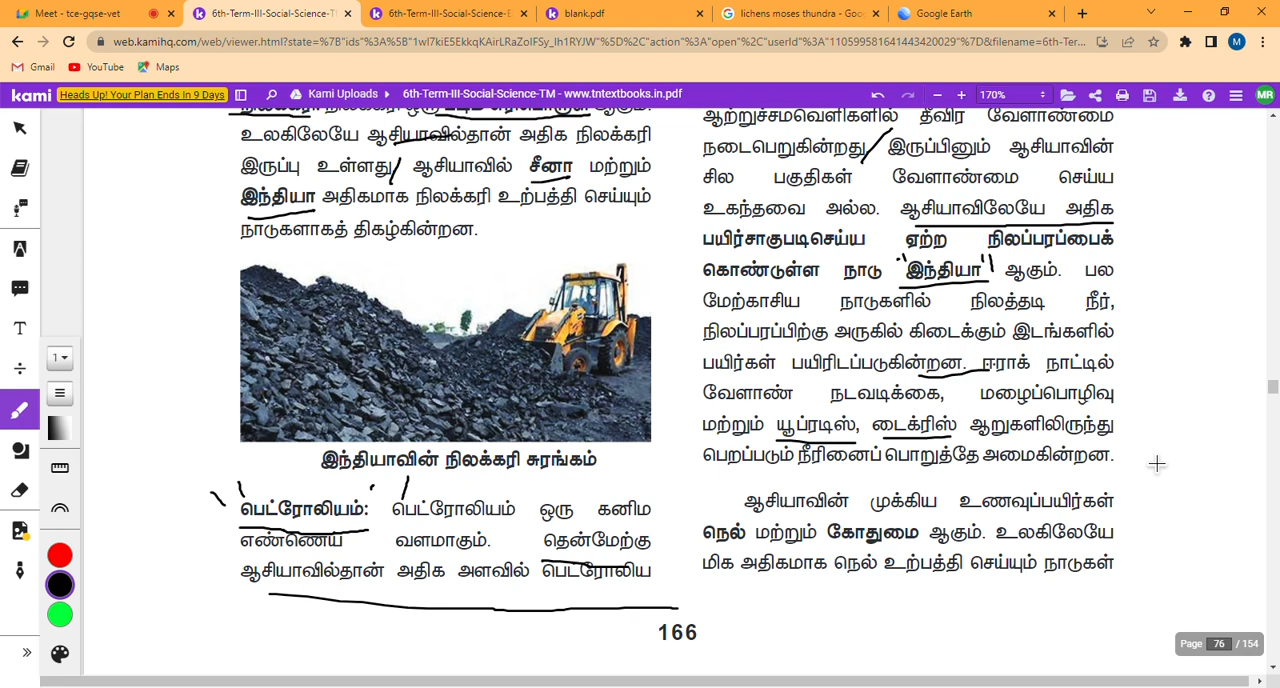 Meet - tce-gqse-vet
6th-Term-III-Social-Science-T
6th-Term-III-Social-Science-E
blank.pdf
lichens moses thundra - Goo
Google Earth
web.kamihq.com/web/viewer.html?state=%7B"ids"%3A%5B"1wl7kiE5EkkqKAirLRaZoIFSy_Ih1RYJW"%5D%2C"action"%3A"open"%2C"userId"%3A"110599581641443420029"%7D&filename=6th-Ter...
Gmail
YouTube
Maps
kami
Heads Up! Your Plan Ends In 9 Days
Kami Uploads
6th-Term-III-Social-Science-TM - www.tntextbooks.in.pdf
170%
MR
உலகிலேயே ஆசியாவில்தான் அதிக நிலக்கரி
இருப்பு உள்ளது ஆசியாவில் சீனா மற்றும்
இந்தியா அதிகமாக நிலக்கரி உற்பத்தி செய்யும்
நாடுகளாகத் திகழ்கின்றன.
இந்தியாவின் நிலக்கரி சுரங்கம்
பெட்ரோலியம்: பெட்ரோலியம் ஒரு கனிம
எண்ணெய் வளமாகும். தென்மேற்கு
ஆசியாவில்தான் அதிக அளவில் பெட்ரோலிய
ஆற்றுச்சமவெளிகளில் தீவிர வேளாண்மை
நடைபெறுகின்றது இருப்பினும் ஆசியாவின்
சில பகுதிகள் வேளாண்மை செய்ய
உகந்தவை அல்ல. ஆசியாவிலேயே அதிக
பயிர்சாகுபடிசெய்ய ஏற்ற நிலப்பரப்பைக்
கொண்டுள்ள நாடு இந்தியா ஆகும். பல
மேற்காசிய நாடுகளில் நிலத்தடி நீர்,
நிலப்பரப்பிற்கு அருகில் கிடைக்கும் இடங்களில்
பயிர்கள் பயிரிடப்படுகின்றன. ஈராக் நாட்டில்
வேளாண் நடவடிக்கை, மழைப்பொழிவு
மற்றும் யூப்ரடிஸ், டைக்ரிஸ் ஆறுகளிலிருந்து
பெறப்படும் நீரினைப் பொறுத்தே அமைகின்றன.
ஆசியாவின் முக்கிய உணவுப்பயிர்கள்
நெல் மற்றும் கோதுமை ஆகும். உலகிலேயே
மிக அதிகமாக நெல் உற்பத்தி செய்யும் நாடுகள்
166
Page 76 / 154